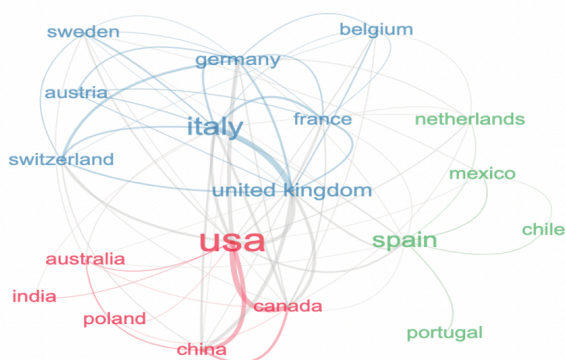 sweden
belgium
germany
austria
italy
france
netherlands
switzerland
mexico
united kingdom
chile
usa
spain
australia
india
canada
poland
portugal
china